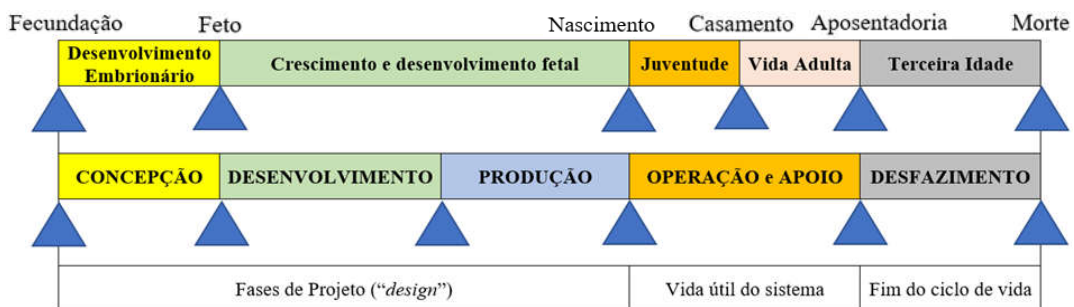 Fecundação Feto Nascimento Casamento Aposentadoria Morte
Desenvolvimento
Embrionário
Crescimento e desenvolvimento fetal
Juventude
Vida Adulta
Terceira Idade
CONCEPÇÃO
DESENVOLVIMENTO
PRODUÇÃO
OPERAÇÃO e APOIO
DESFAZIMENTO
Fases de Projeto (“design”)
Vida útil do sistema
Fim do ciclo de vida